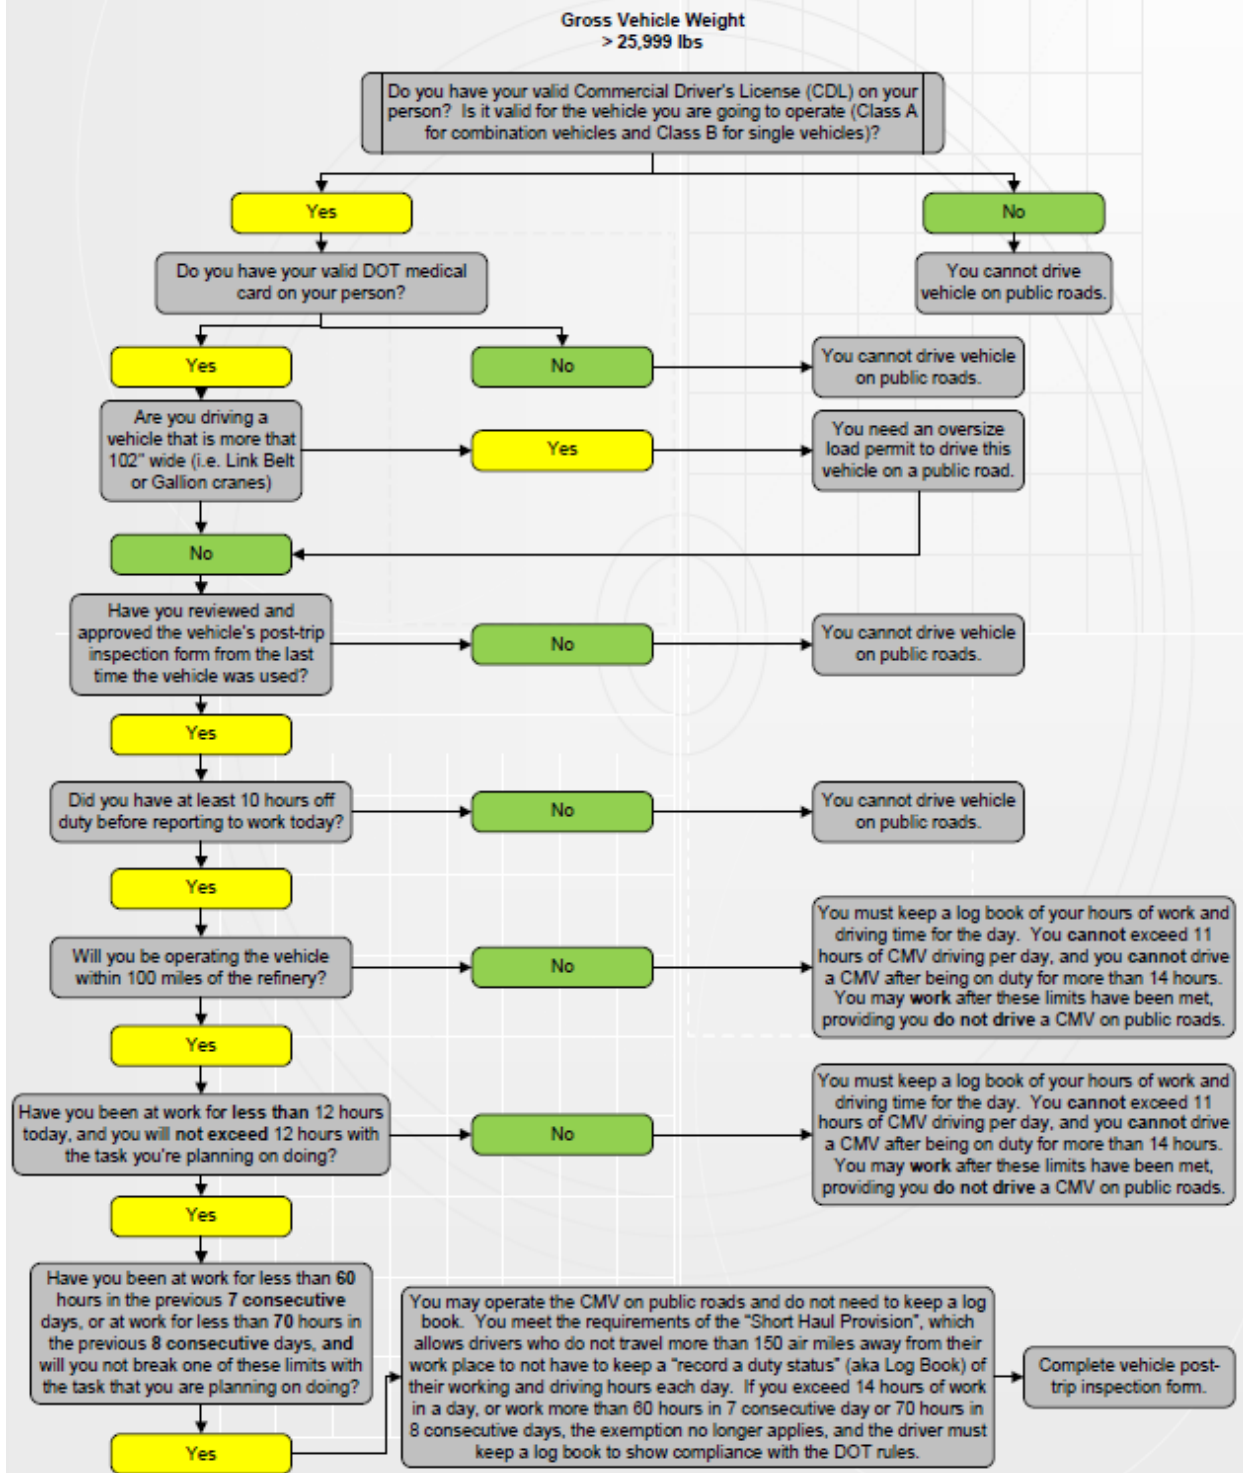 Gross Vehicle Weight
> 25,999 lbs
Do you have your valid Commercial Driver's License (CDL) on your
person? Is it valid for the vehicle you are going to operate (Class A
for combination vehicles and Class B for single vehicles)?
Yes
No
Do you have your valid DOT medical
card on your person?
You cannot drive
vehicle on public roads.
Yes
No
You cannot drive vehicle
on public roads.
Are you driving a
vehicle that is more that
102" wide (i.e. Link Belt
or Gallion cranes)
Yes
You need an oversize
load permit to drive this
vehicle on a public road.
No
Have you reviewed and
approved the vehicle's post-trip
inspection form from the last
time the vehicle was used?
No
You cannot drive vehicle
on public roads.
Yes
Did you have at least 10 hours off
duty before reporting to work today?
No
You cannot drive vehicle
on public roads.
Yes
Will you be operating the vehicle
within 100 miles of the refinery?
No
You must keep a log book of your hours of work and
driving time for the day. You cannot exceed 11
hours of CMV driving per day, and you cannot drive
a CMV after being on duty for more than 14 hours.
You may work after these limits have been met,
providing you do not drive a CMV on public roads.
Yes
Have you been at work for less than 12 hours
today, and you will not exceed 12 hours with
the task you're planning on doing?
No
You must keep a log book of your hours of work and
driving time for the day. You cannot exceed 11
hours of CMV driving per day, and you cannot drive
a CMV after being on duty for more than 14 hours.
You may work after these limits have been met,
providing you do not drive a CMV on public roads.
Yes
Have you been at work for less than 60
hours in the previous 7 consecutive
days, or at work for less than 70 hours in
the previous 8 consecutive days, and
will you not break one of these limits with
the task that you are planning on doing?
Yes
You may operate the CMV on public roads and do not need to keep a log
book. You meet the requirements of the "Short Haul Provision", which
allows drivers who do not travel more than 150 air miles away from their
work place to not have to keep a "record a duty status" (aka Log Book) of
their working and driving hours each day. If you exceed 14 hours of work
in a day, or work more than 60 hours in 7 consecutive day or 70 hours in
8 consecutive days, the exemption no longer applies, and the driver must
keep a log book to show compliance with the DOT rules.
Complete vehicle post-
trip inspection form.